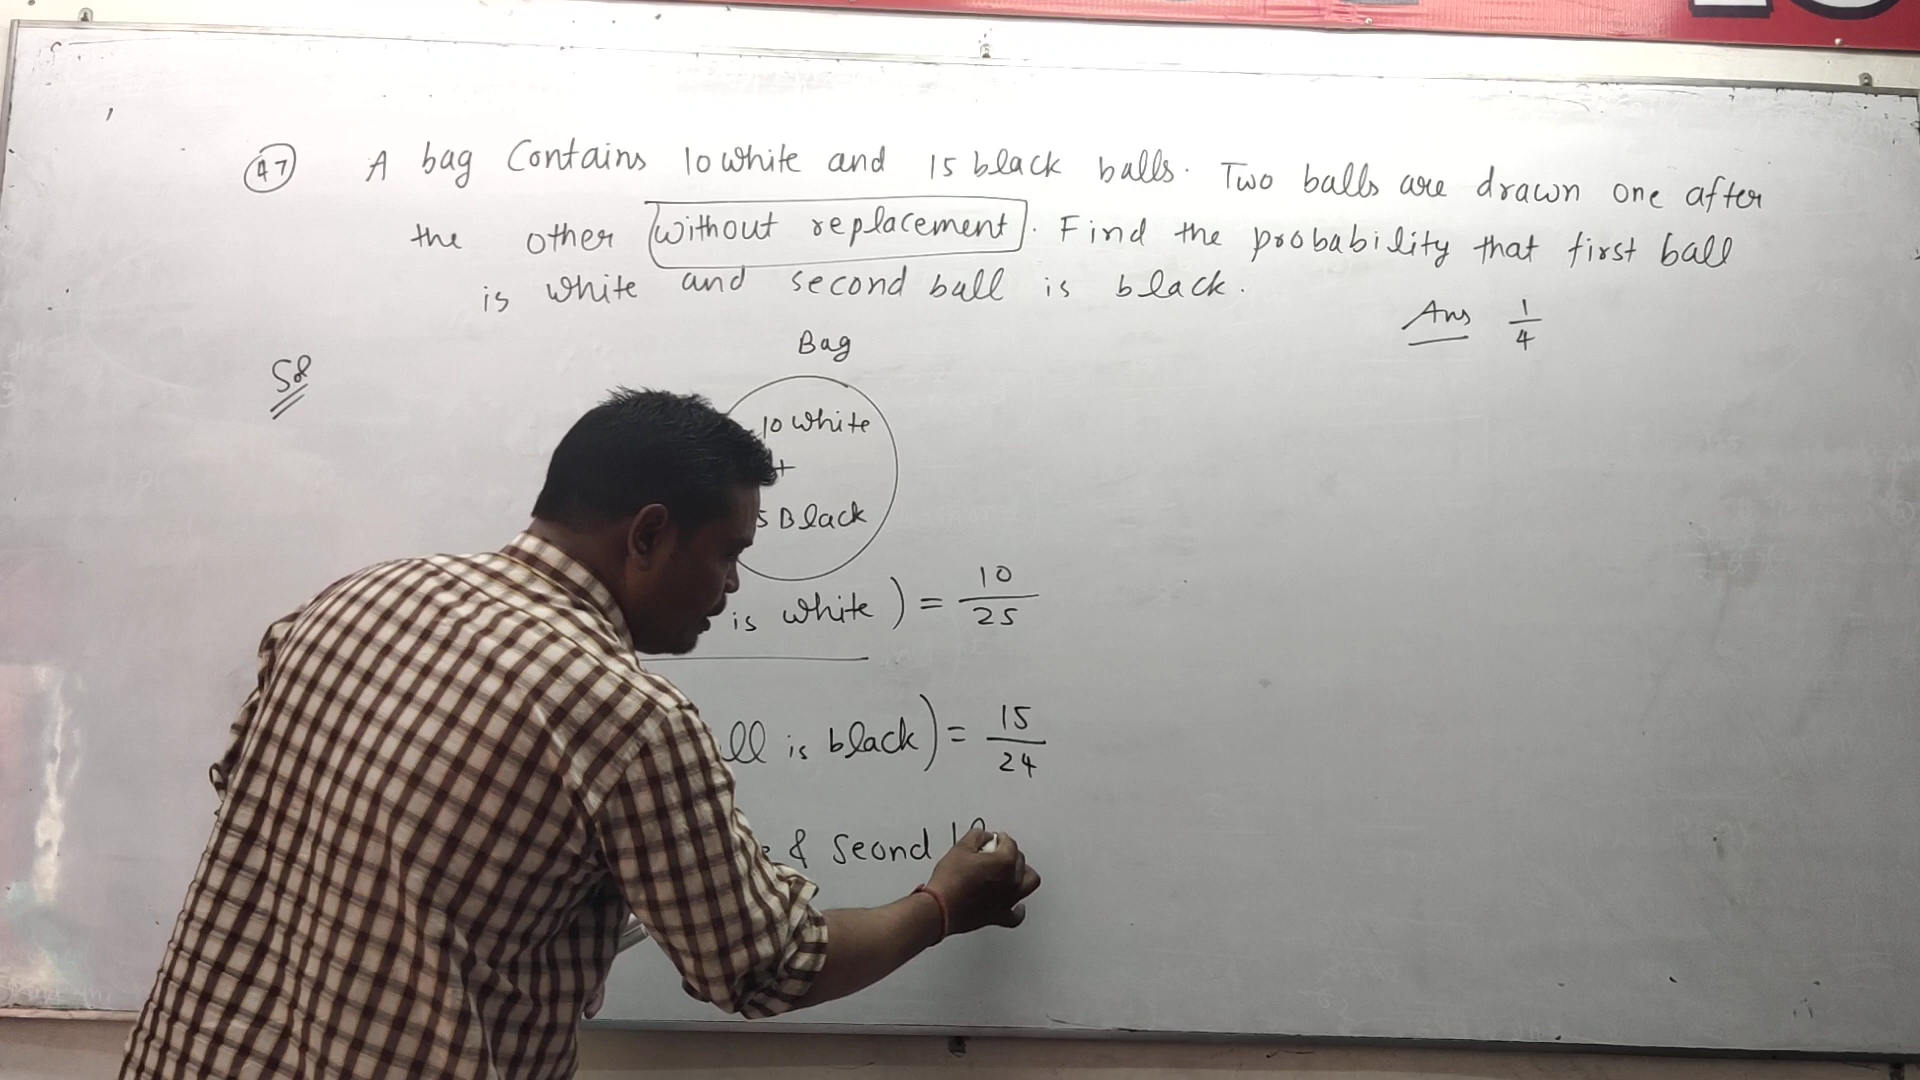 47 A bag Contains 10 white and 15 black balls. Two balls are drawn one after
the other without replacement. Find the probability that first ball
is white and second ball is black.
Ans 1/4
Sol
Bag
10 white
+
5 Black
is white ) = 10/25
ll is black) = 15/24
& Seond